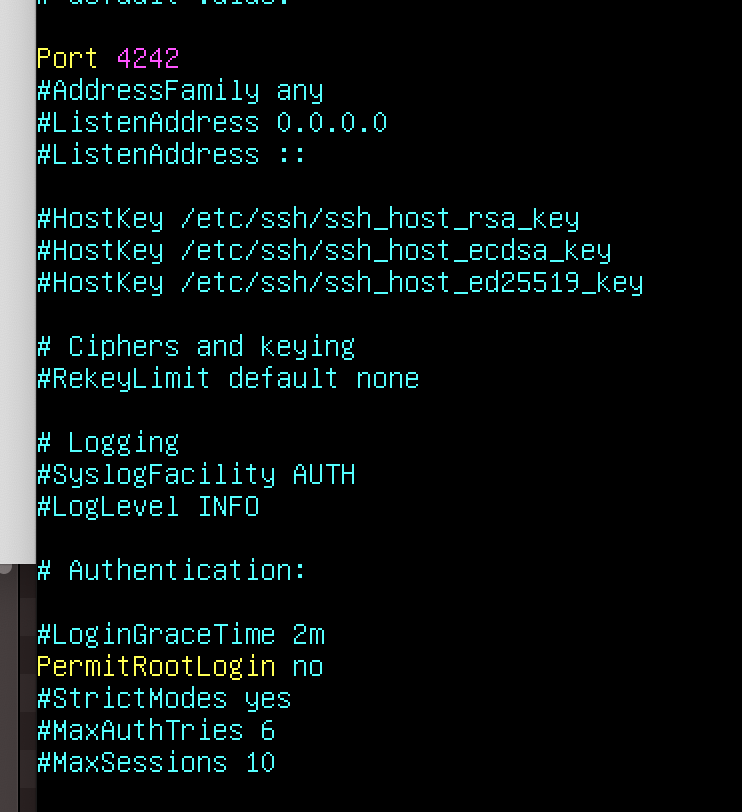 # default value.
Port 4242
#AddressFamily any
#ListenAddress 0.0.0.0
#ListenAddress ::
#HostKey /etc/ssh/ssh_host_rsa_key
#HostKey /etc/ssh/ssh_host_ecdsa_key
#HostKey /etc/ssh/ssh_host_ed25519_key
# Ciphers and keying
#RekeyLimit default none
# Logging
#SyslogFacility AUTH
#LogLevel INFO
# Authentication:
#LoginGraceTime 2m
PermitRootLogin no
#StrictModes yes
#MaxAuthTries 6
#MaxSessions 10